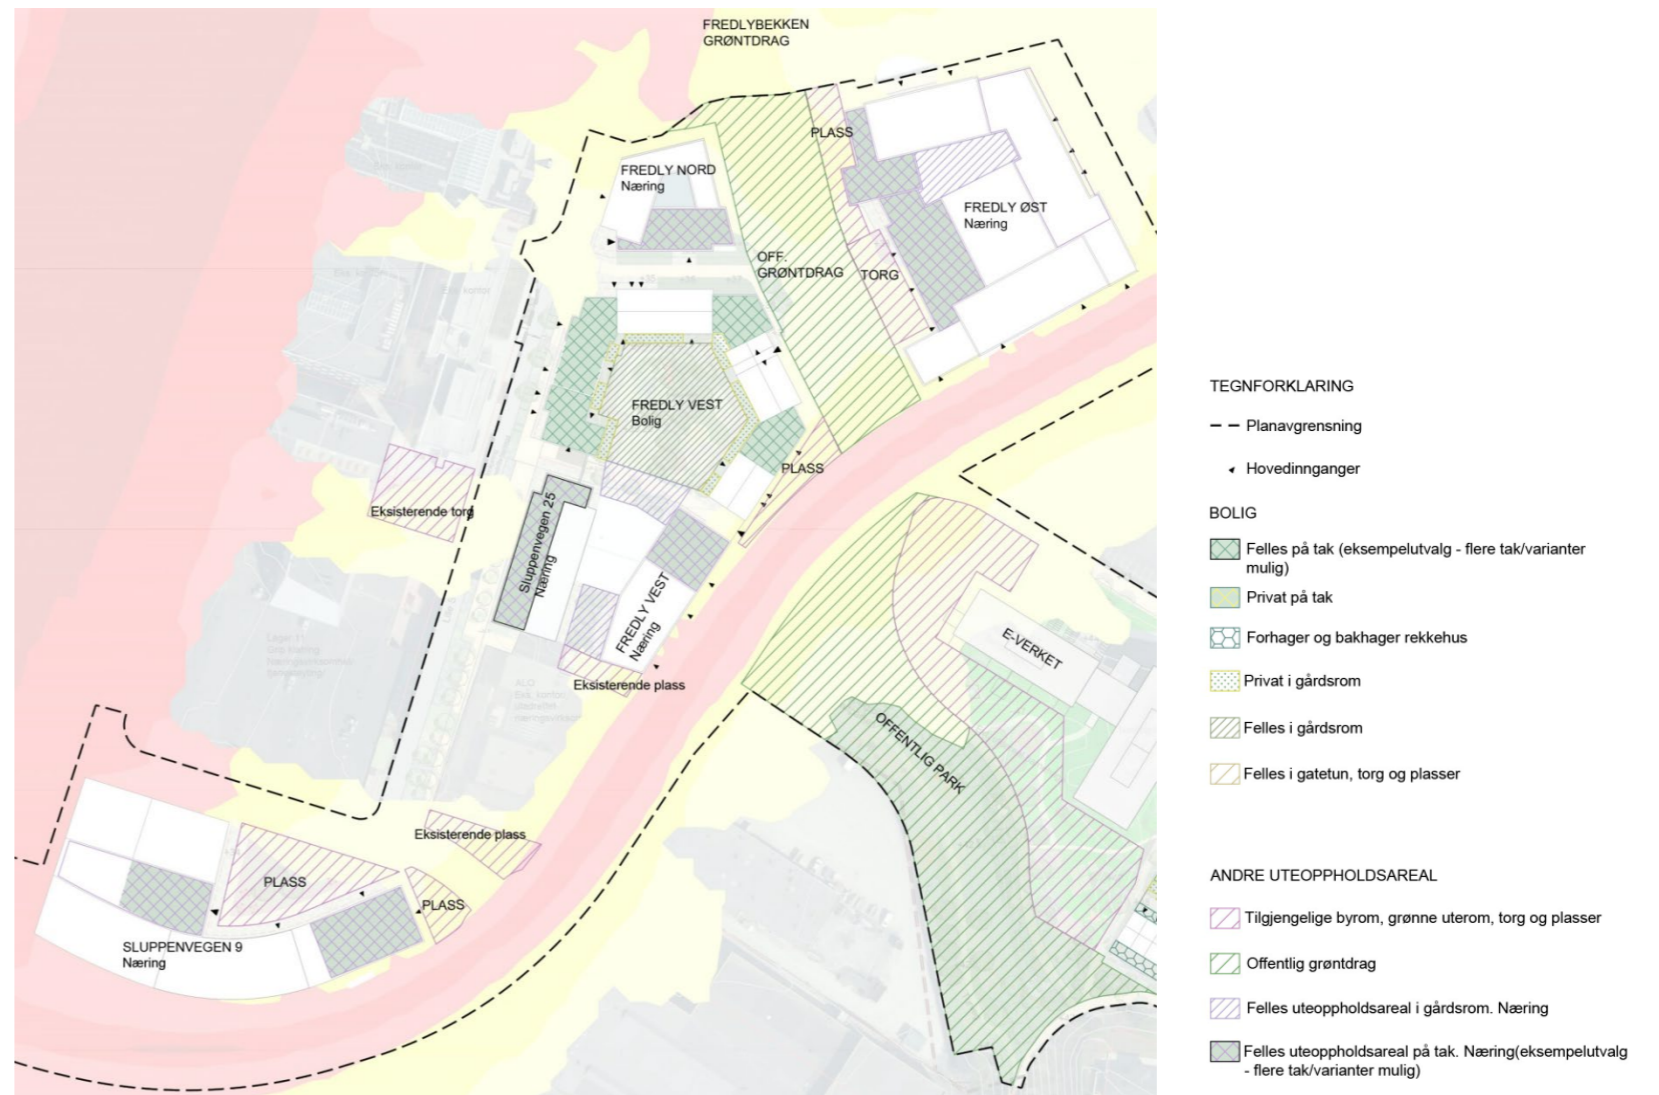 FREDLYBEKKEN
GRØNTDRAG
PLASS
FREDLY NORD
Næring
FREDLY ØST
Næring
OFF.
GRØNTDRAG
TORG
FREDLY VEST
Bolig
PLASS
Eksisterende torg
Sluppenvegen 25
Næring
FREDLY VEST
Næring
E-VERKET
Eksisterende plass
OFFENTLIG PARK
Eksisterende plass
PLASS
PLASS
SLUPPENVEGEN 9
Næring
TEGNFORKLARING
Planavgrensning
Hovedinnganger
BOLIG
Felles på tak (eksempelutvalg - flere tak/varianter
mulig)
Privat på tak
Forhager og bakhager rekkehus
Privat i gårdsrom
Felles i gårdsrom
Felles i gatetun, torg og plasser
ANDRE UTEOPPHOLDSAREAL
Tilgjengelige byrom, grønne uterom, torg og plasser
Offentlig grøntdrag
Felles uteoppholdsareal i gårdsrom. Næring
Felles uteoppholdsareal på tak. Næring(eksempelutvalg
- flere tak/varianter mulig)